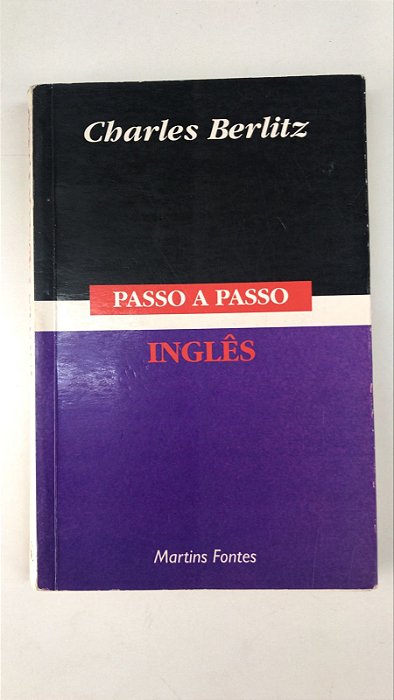 Charles Berlitz
PASSO A PASSO
INGLÊS
Martins Fontes